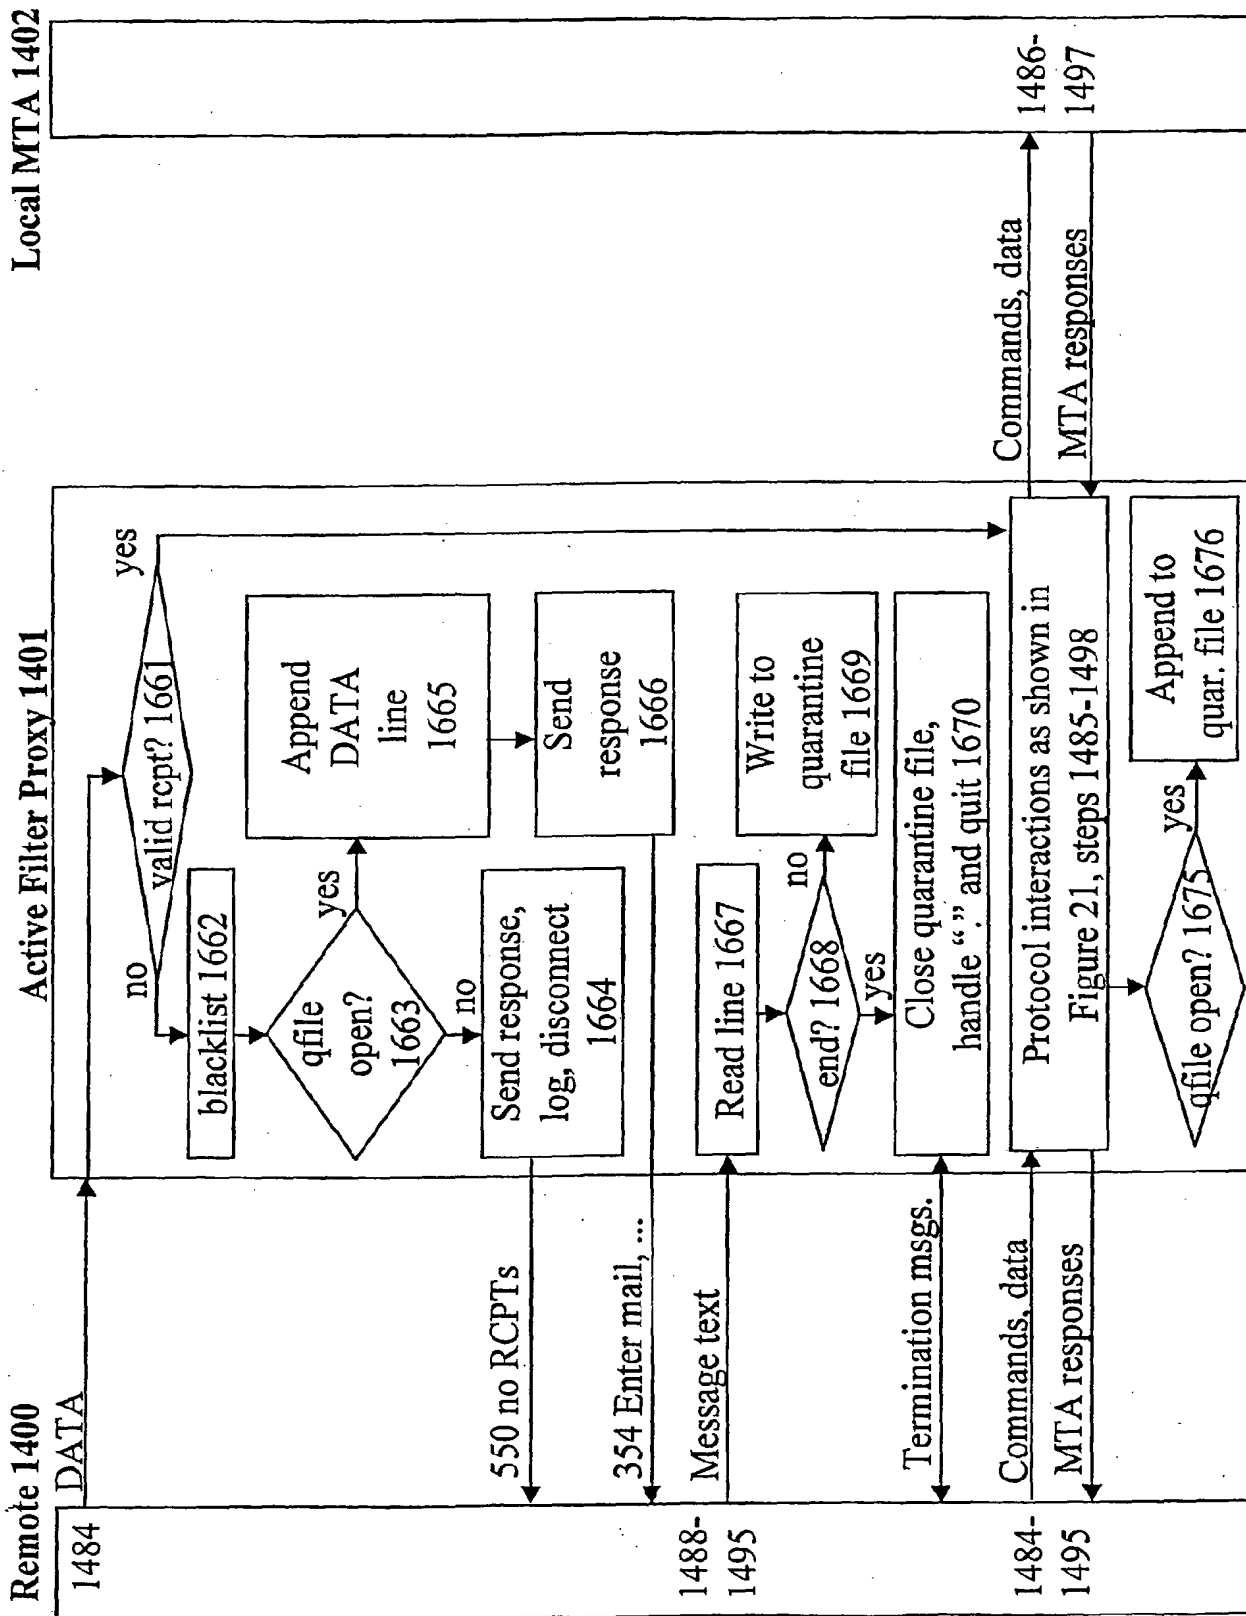 Remote 1400
Active Filter Proxy 1401
Local MTA 1402
1484
DATA
valid rcpt? 1661
yes
no
blacklist 1662
qfile
open?
1663
yes
no
Append
DATA
line
1665
Send response,
log, disconnect
1664
Send
response
1666
550 no RCPTs
354 Enter mail, ...
1488-
1495
Message text
Read line 1667
end? 1668
no
yes
Write to
quarantine
file 1669
Termination msgs.
Close quarantine file,
handle “.” and quit 1670
1484-
1495
Commands, data
MTA responses
Protocol interactions as shown in
Figure 21, steps 1485-1498
Commands, data
MTA responses
1486-
1497
qfile open? 1675
yes
Append to
quar. file 1676